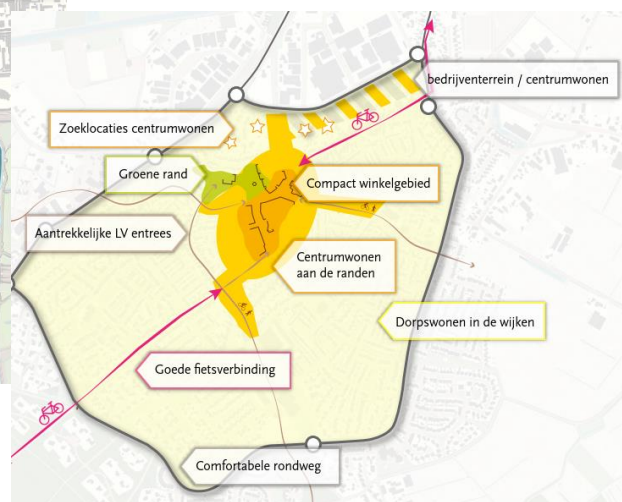 bedrijventerrein / centrumwonen
Zoeklocaties centrumwonen
Groene rand
Compact winkelgebied
Aantrekkelijke LV entrees
Centrumwonen
aan de randen
Dorpswonen in de wijken
Goede fietsverbinding
Comfortabele rondweg